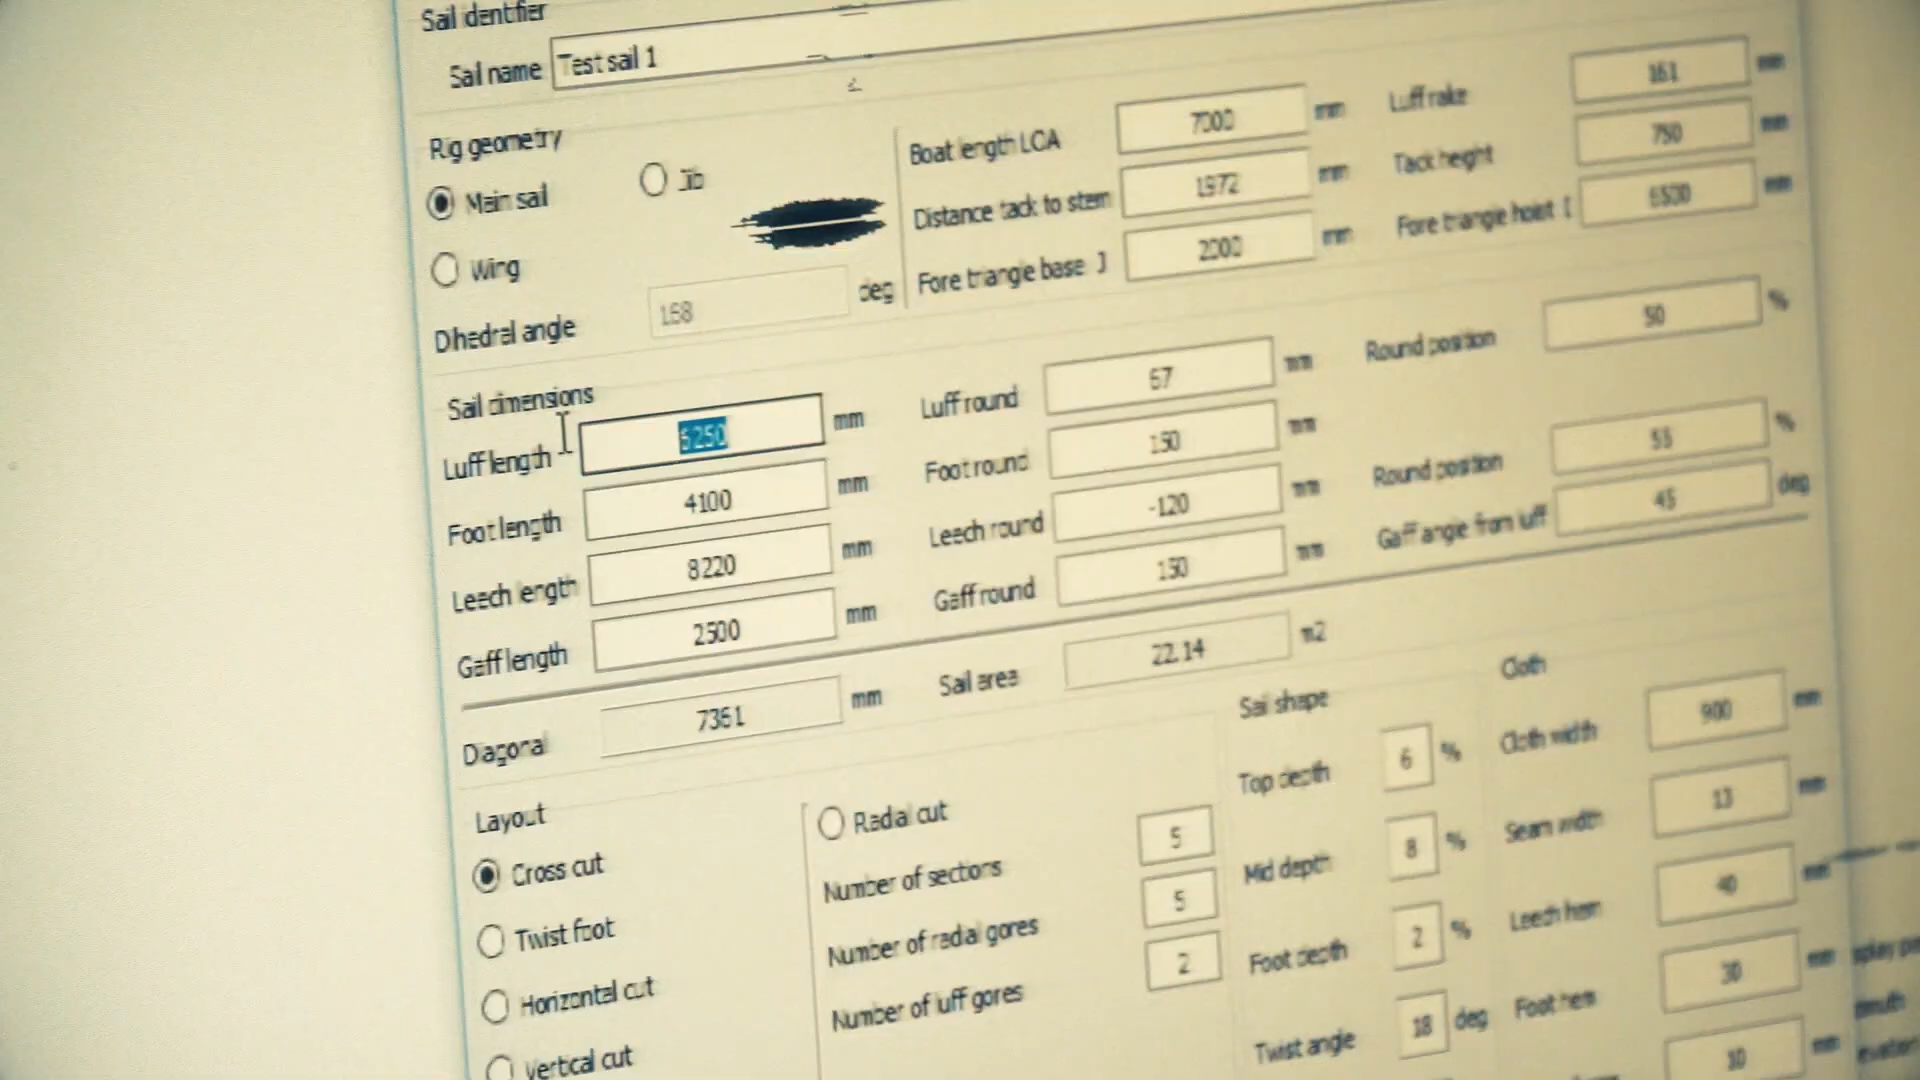 Sail identifier
Sail name Test sail 1
Rig geometry
Main sail Jib
Wing
Dihedral angle 168 deg
Boat length LOA 7000 mm Luff rake 161 mm
Distance tack to stem 1972 mm Tack height 750 mm
Fore triangle base J 2000 mm Fore triangle hoist I 6500 mm
Sail dimensions
Luff length 6250 mm Luff round 67 mm Round position 50 %
Foot length 4100 mm Foot round 150 mm
Leech length 8220 mm Leech round -120 mm Round position 55 %
Gaff length 2500 mm Gaff round 150 mm Gaff angle from luff 45 deg
Diagonal 7361 mm Sail area 22.14 m2
Layout
Cross cut
Twist foot
Horizontal cut
Vertical cut
Radial cut
Number of sections 5
Number of radial gores 5
Number of luff gores 2
Sail shape
Top depth 6 %
Mid depth 8 %
Foot depth 2 %
Twist angle 18 deg
Cloth
Cloth width 900 mm
Seam width 13 mm
Leech hem 40 mm
Foot hem 30 mm
10 mm